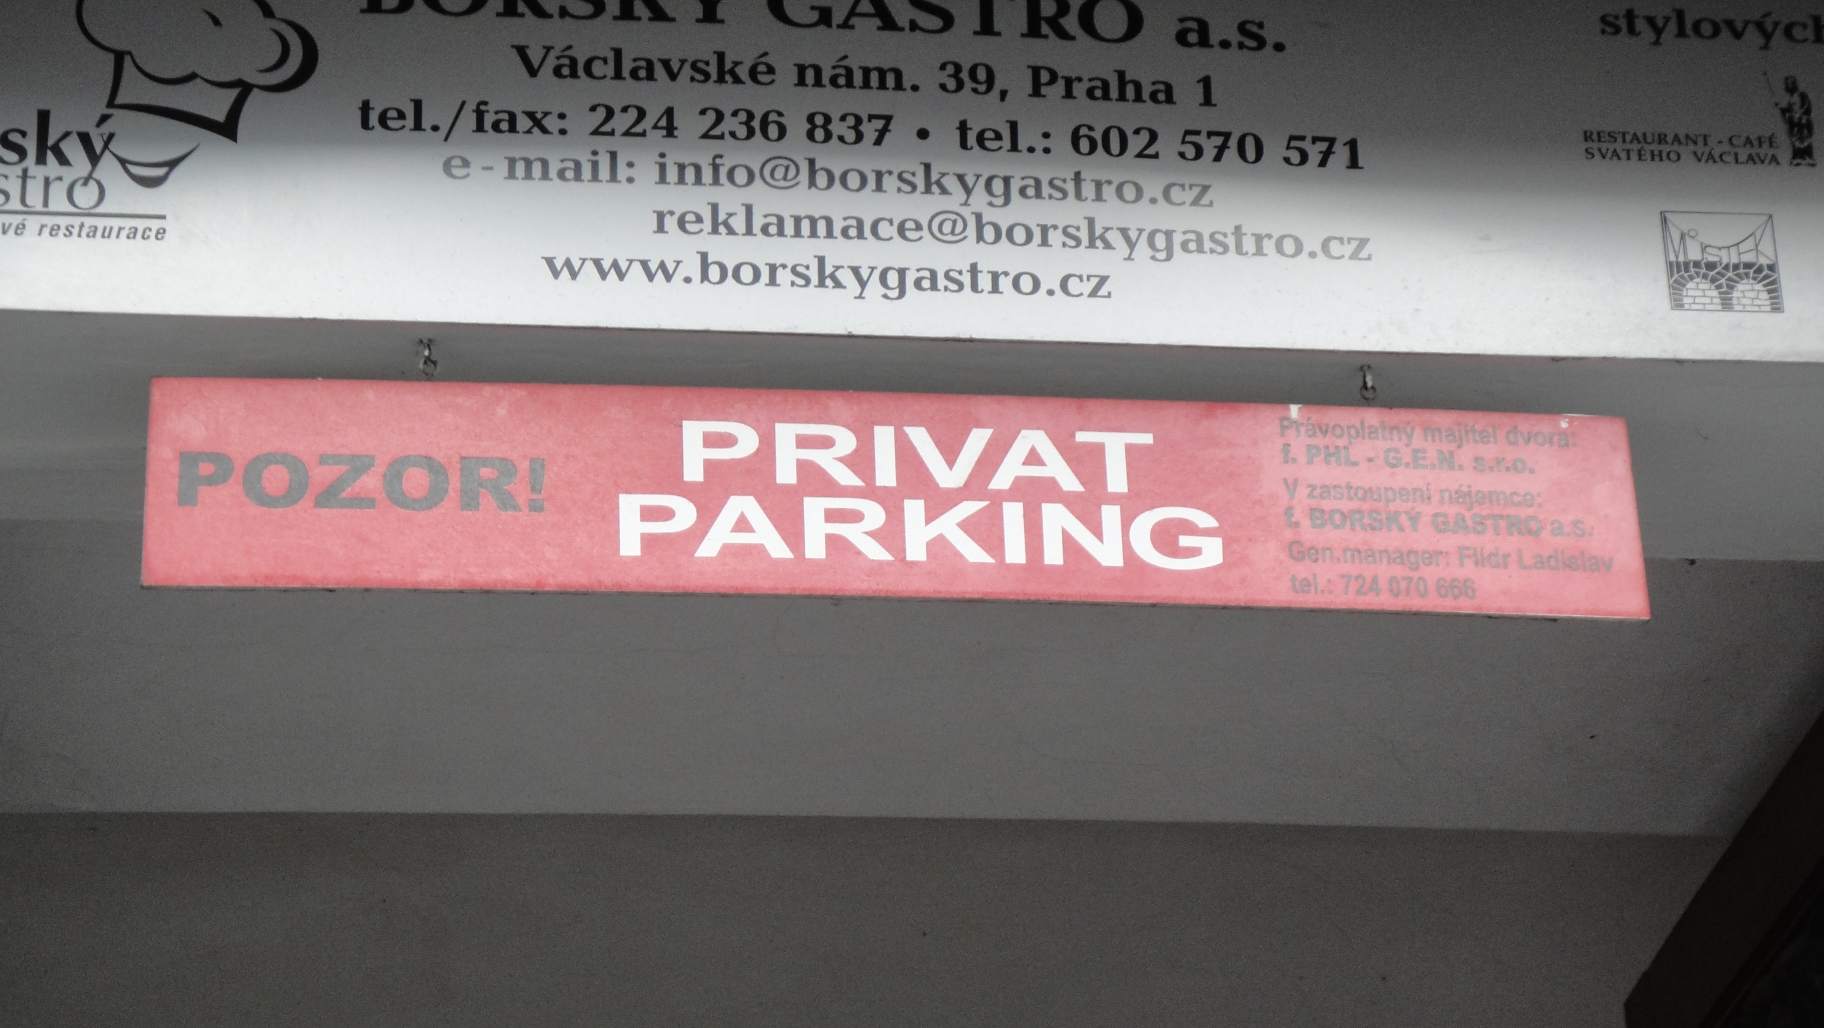 BORSKÝ GASTRO a.s.
Václavské nám. 39, Praha 1
tel./fax: 224 236 837 • tel.: 602 570 571
e-mail: info@borskygastro.cz
reklamace@borskygastro.cz
www.borskygastro.cz
ský
stro
vé restaurace
stylových
RESTAURANT - CAFÉ
SVATÉHO VÁCLAVA
POZOR!
PRIVAT
PARKING
Právoplatný majitel dvora:
f. PHL - G.E.N. s.r.o.
V zastoupení nájemce:
f. BORSKÝ GASTRO a.s.
Gen.manager: Fildr Ladislav
tel.: 724 070 666